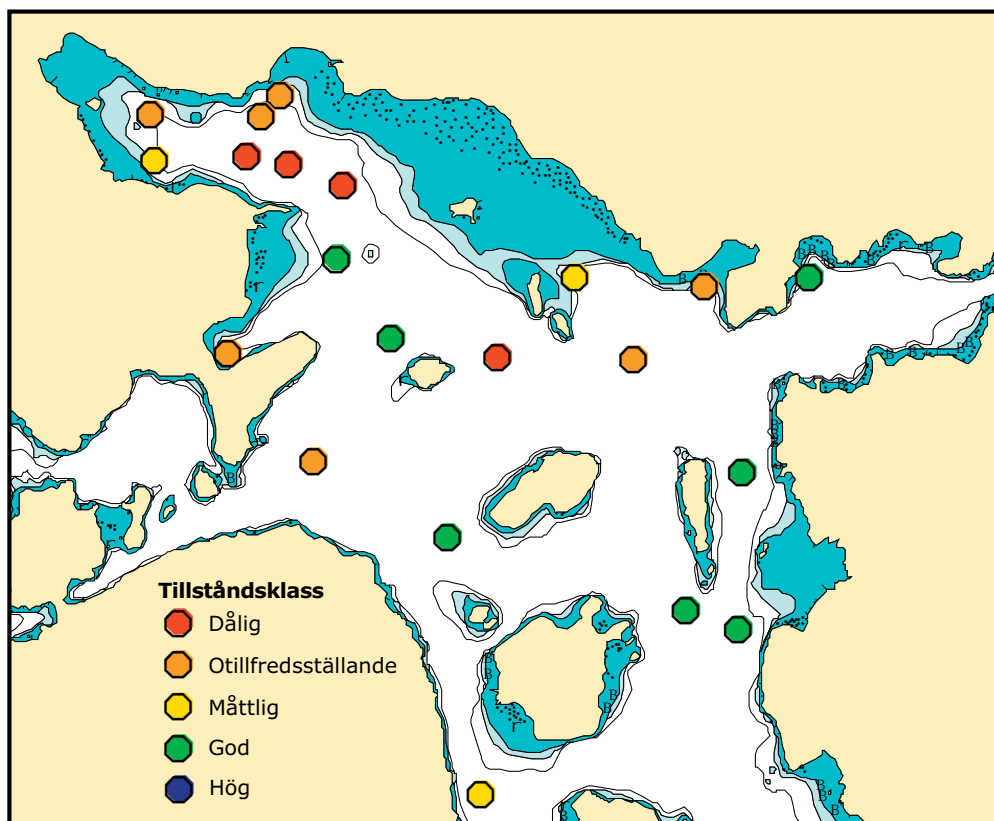 Tillståndsklass
Dålig
Otillfredsställande
Måttlig
God
Hög